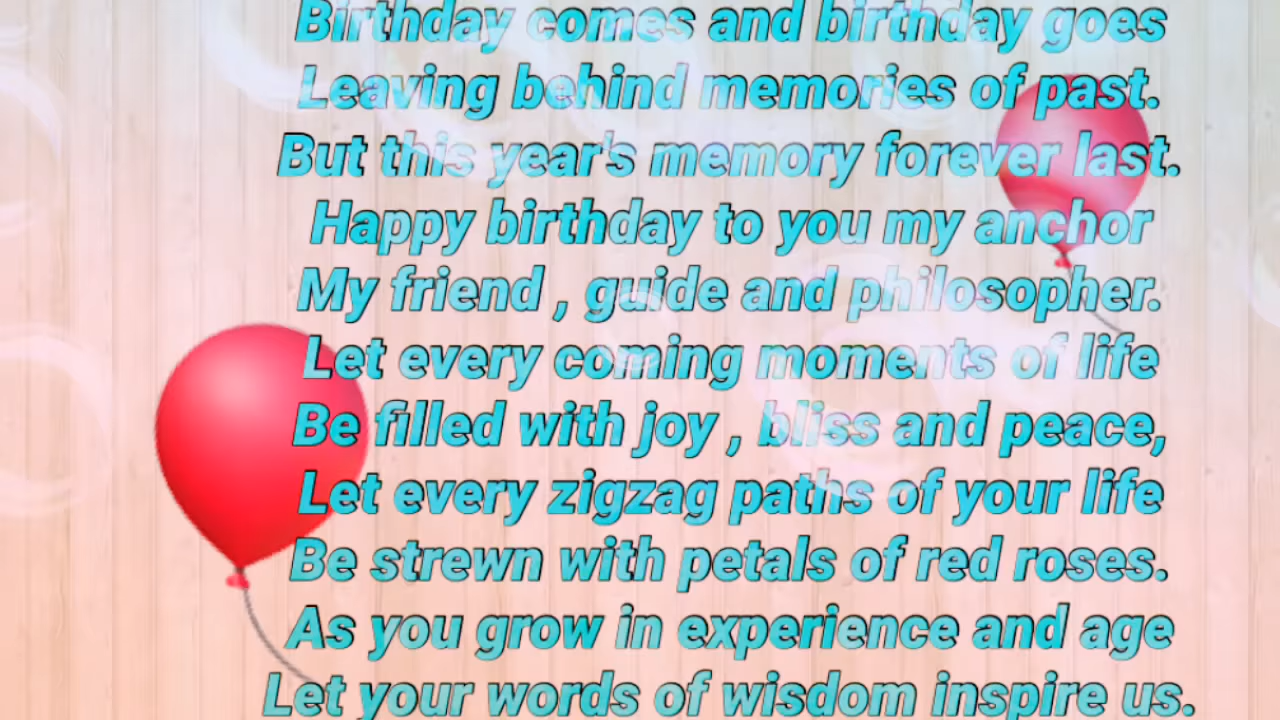 Birthday comes and birthday goes
Leaving behind memories of past.
But this year's memory forever last.
Happy birthday to you my anchor
My friend , guide and philosopher.
Let every coming moments of life
Be filled with joy , bliss and peace,
Let every zigzag paths of your life
Be strewn with petals of red roses.
As you grow in experience and age
Let your words of wisdom inspire us.